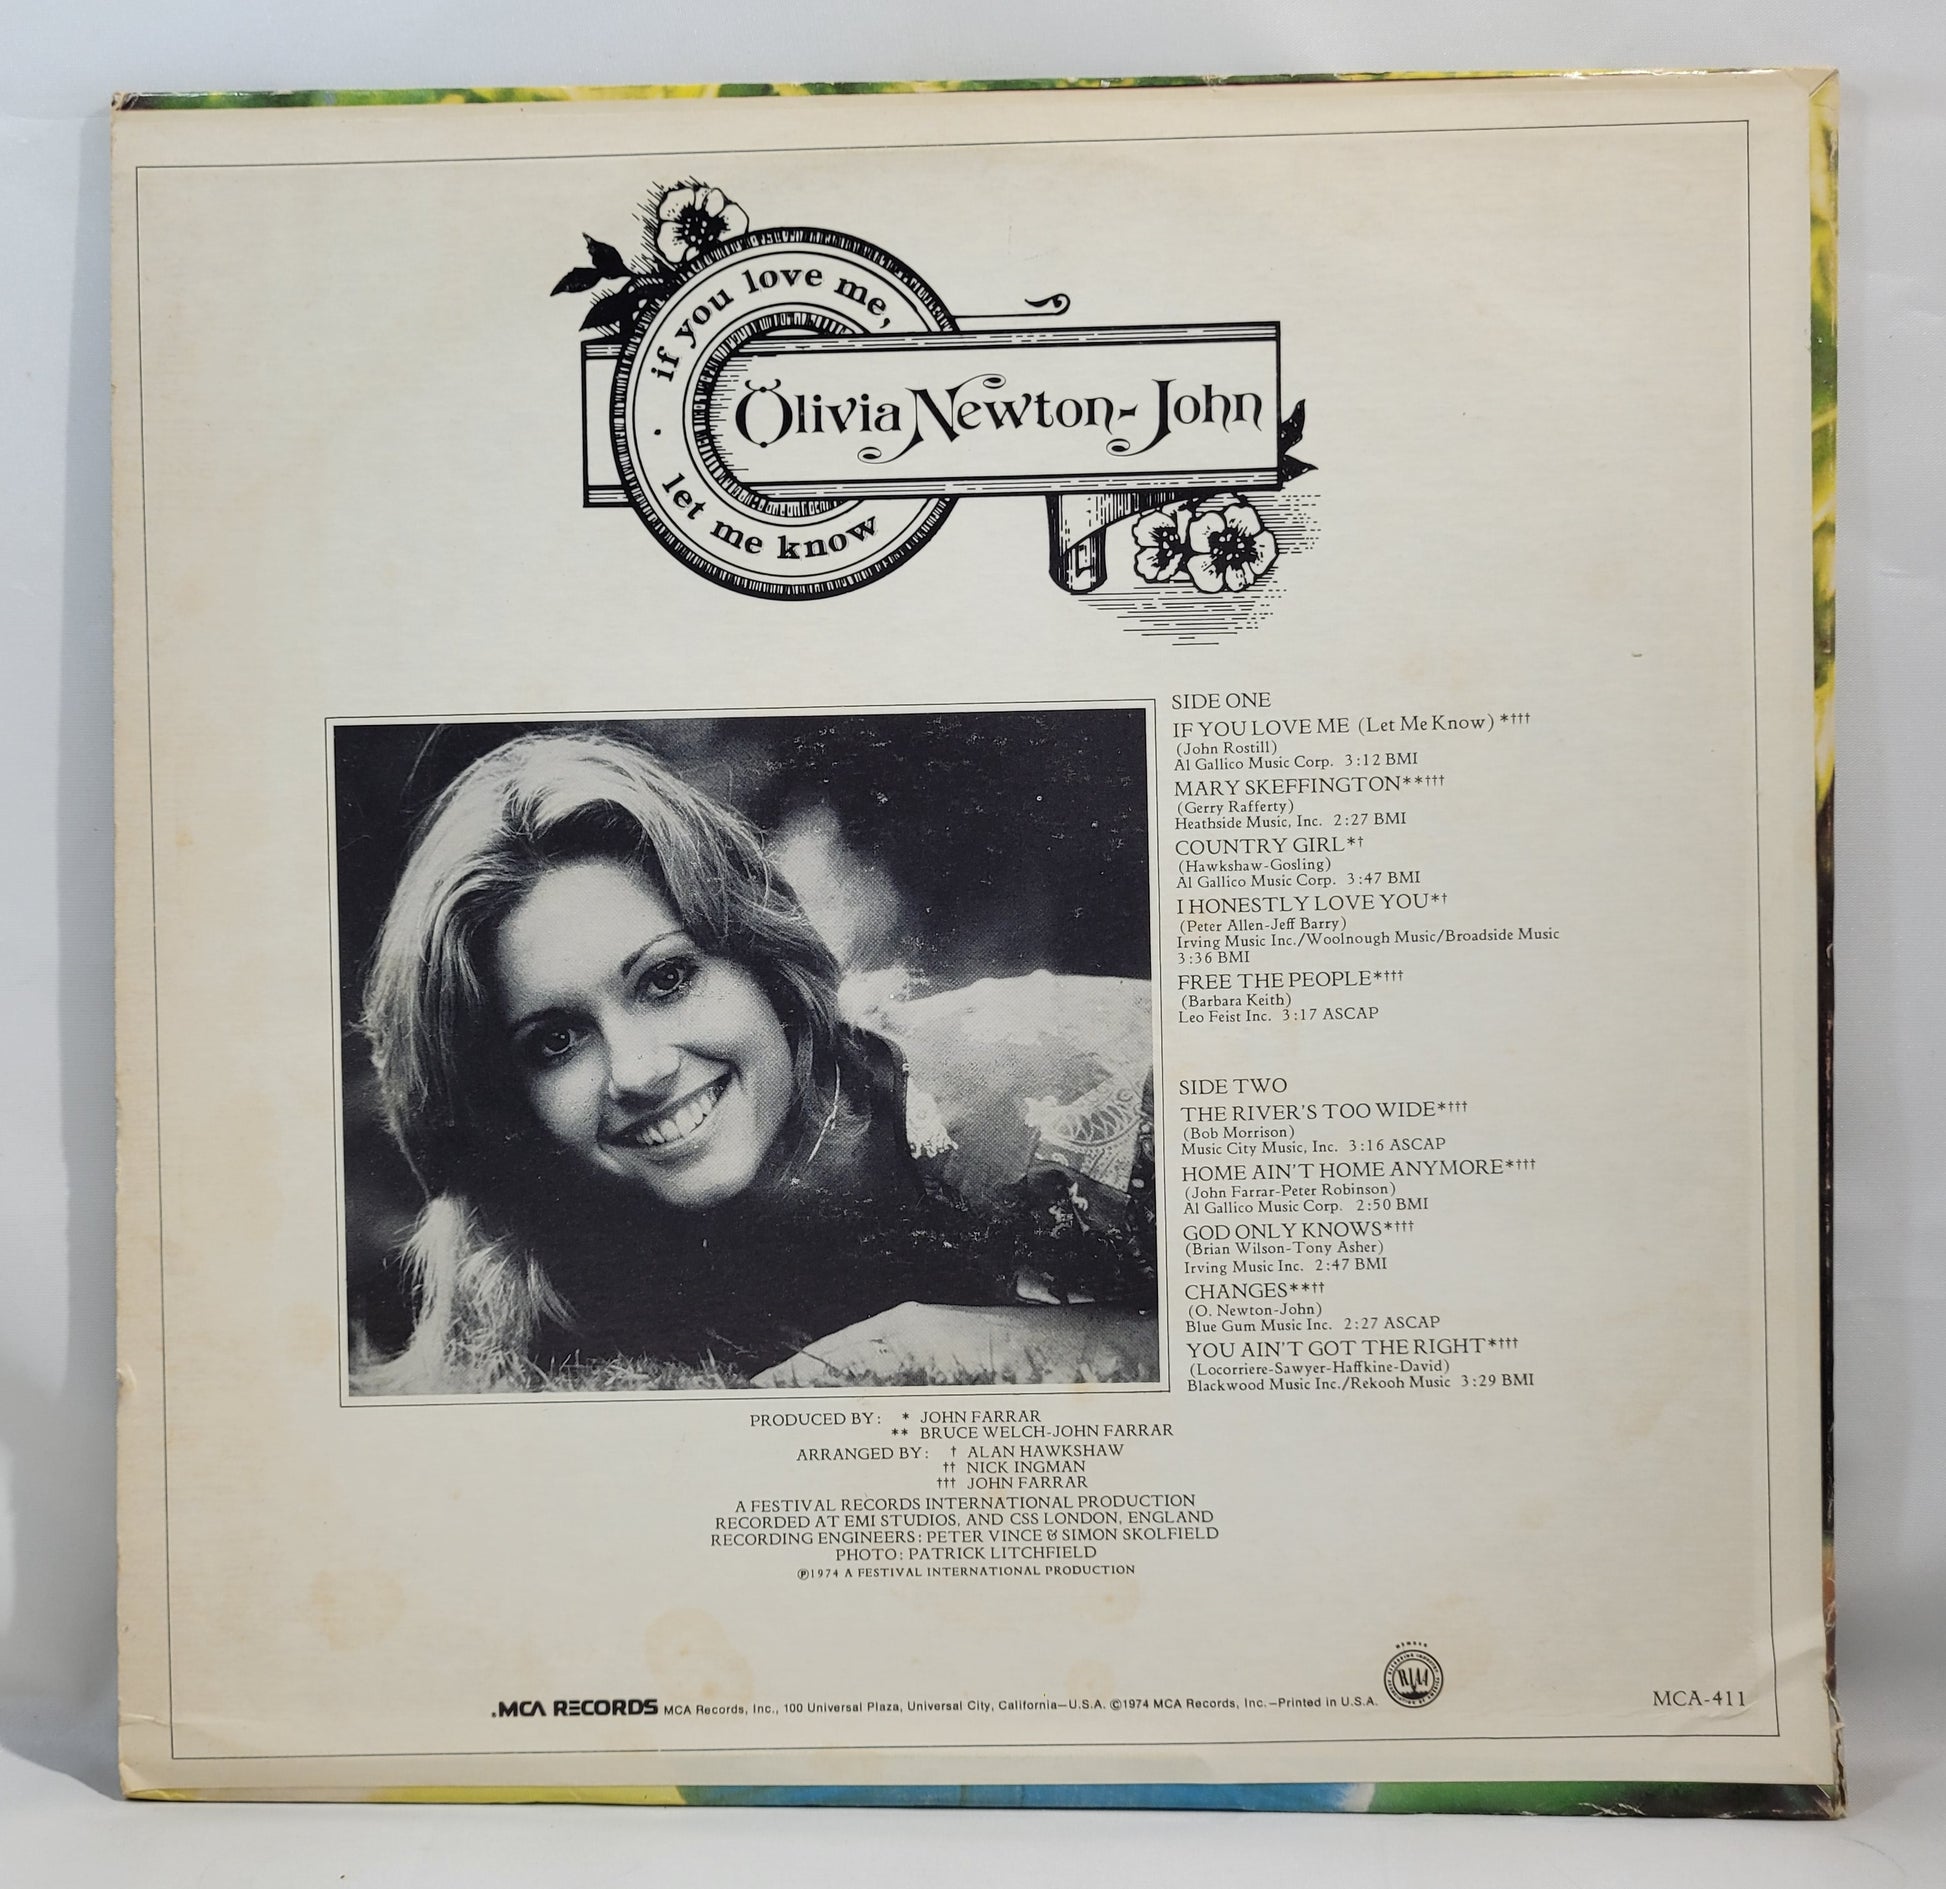 if you love me,
let me know
Olivia Newton-John
SIDE ONE
IF YOU LOVE ME (Let Me Know) *†††
(John Rostill)
Al Gallico Music Corp. 3:12 BMI
MARY SKEFFINGTON**†††
(Gerry Rafferty)
Heathside Music, Inc. 2:27 BMI
COUNTRY GIRL*†
(Hawkshaw-Gosling)
Al Gallico Music Corp. 3:47 BMI
I HONESTLY LOVE YOU*†
(Peter Allen-Jeff Barry)
Irving Music Inc./Woolnough Music/Broadside Music
3:36 BMI
FREE THE PEOPLE*†††
(Barbara Keith)
Leo Feist Inc. 3:17 ASCAP
SIDE TWO
THE RIVER'S TOO WIDE*†††
(Bob Morrison)
Music City Music, Inc. 3:16 ASCAP
HOME AIN'T HOME ANYMORE*†††
(John Farrar-Peter Robinson)
Al Gallico Music Corp. 2:50 BMI
GOD ONLY KNOWS*†††
(Brian Wilson-Tony Asher)
Irving Music Inc. 2:47 BMI
CHANGES**††
(O. Newton-John)
Blue Gum Music Inc. 2:27 ASCAP
YOU AIN'T GOT THE RIGHT*†††
(Locorriere-Sawyer-Haffkine-David)
Blackwood Music Inc./Rekooh Music 3:29 BMI
PRODUCED BY: * JOHN FARRAR
** BRUCE WELCH-JOHN FARRAR
ARRANGED BY: † ALAN HAWKSHAW
†† NICK INGMAN
††† JOHN FARRAR
A FESTIVAL RECORDS INTERNATIONAL PRODUCTION
RECORDED AT EMI STUDIOS, AND CSS LONDON, ENGLAND
RECORDING ENGINEERS: PETER VINCE & SIMON SKOLFIELD
PHOTO: PATRICK LITCHFIELD
℗1974 A FESTIVAL INTERNATIONAL PRODUCTION
MCA RECORDS MCA Records, Inc., 100 Universal Plaza, Universal City, California—U.S.A. ©1974 MCA Records, Inc.—Printed in U.S.A.
MEMBER
RIAA
MCA-411